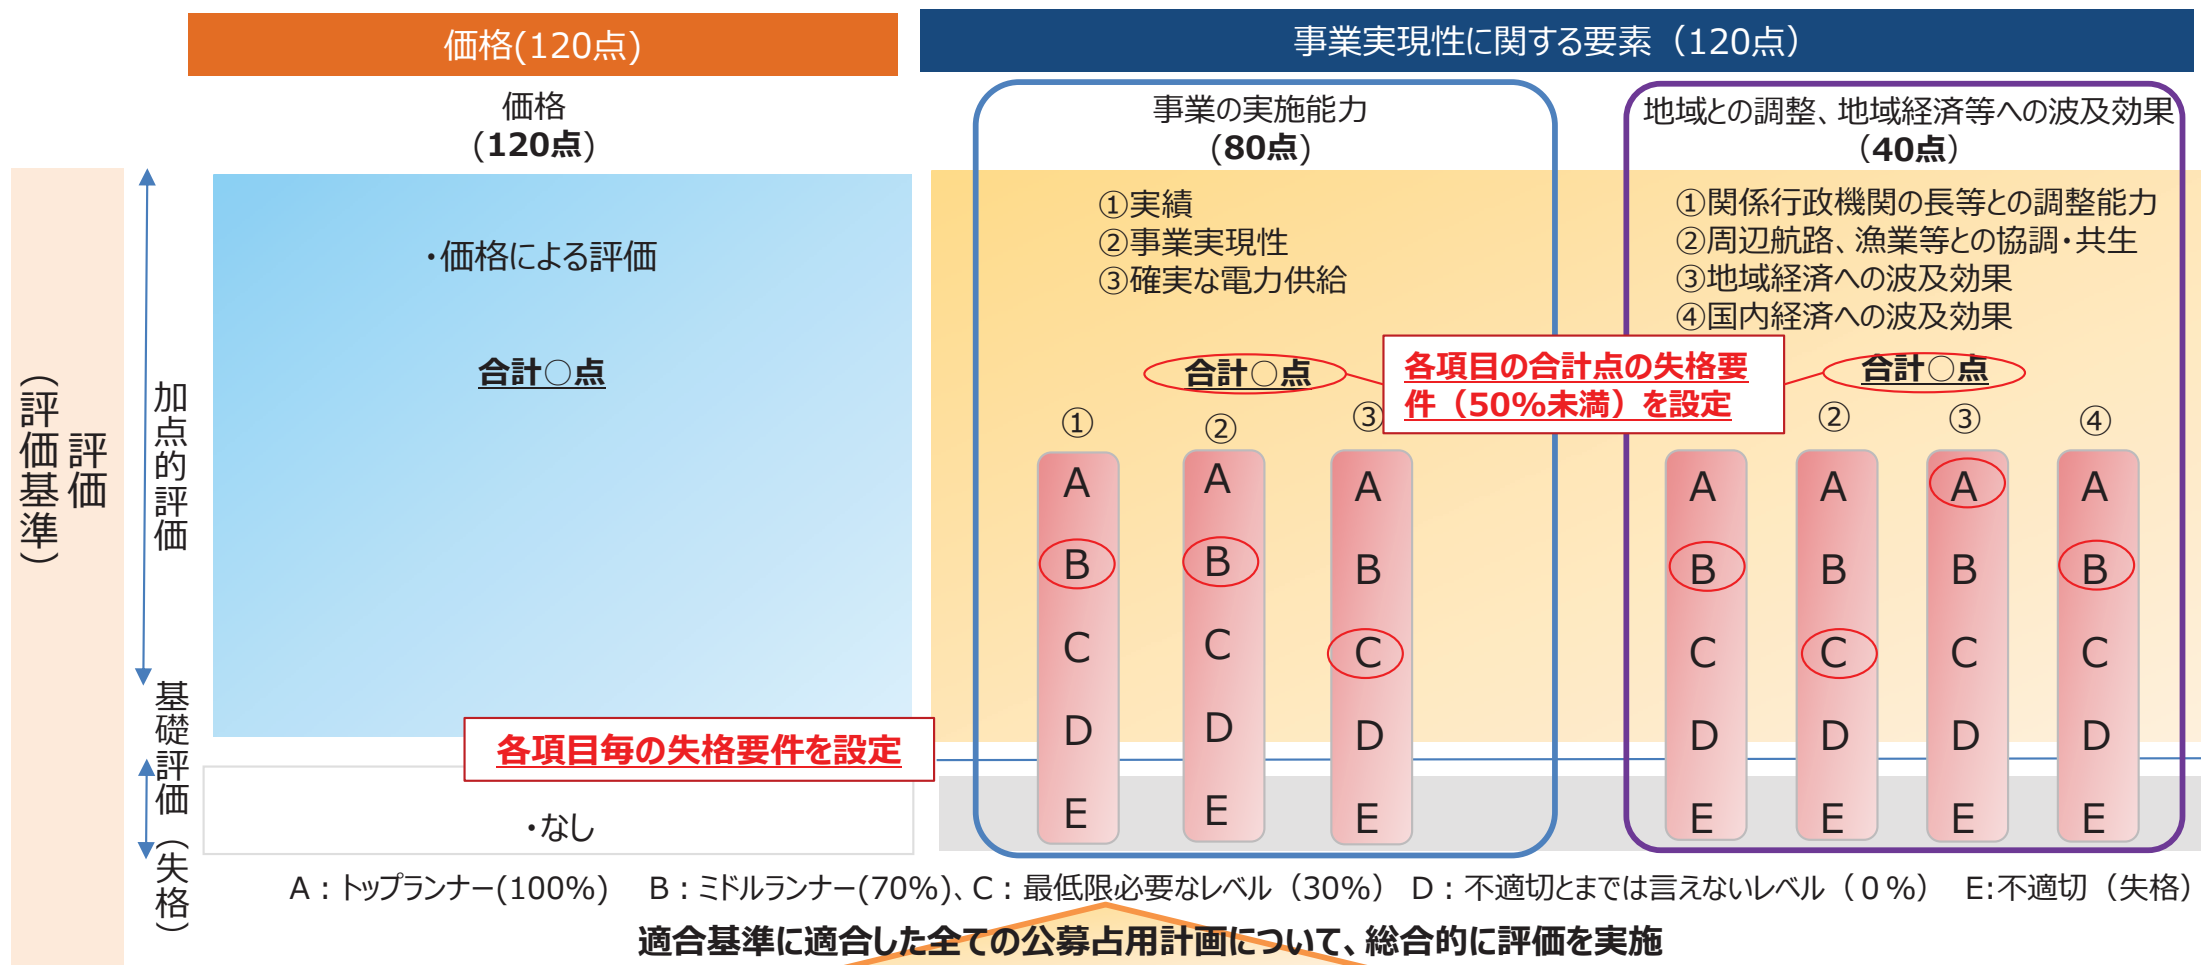 価格(120点)
事業実現性に関する要素（120点）
価格
(120点)
事業の実施能力
(80点)
地域との調整、地域経済等への波及効果
（40点）
評価
（評価基準）
加点的評価
基礎評価（失格）
・価格による評価
合計○点
①実績
②事業実現性
③確実な電力供給
合計○点
①関係行政機関の長等との調整能力
②周辺航路、漁業等との協調・共生
③地域経済への波及効果
④国内経済への波及効果
合計○点
各項目の合計点の失格要
件（50%未満）を設定
① ② ③ ② ③ ④
A A A A A A A
B B B B B B B
C C C C C C C
D D D D D D D
E E E E E E E
各項目毎の失格要件を設定
・なし
A：トップランナー(100%) B：ミドルランナー(70%)、C：最低限必要なレベル（30%） D：不適切とまでは言えないレベル（０%） E:不適切（失格）
適合基準に適合した全ての公募占用計画について、総合的に評価を実施